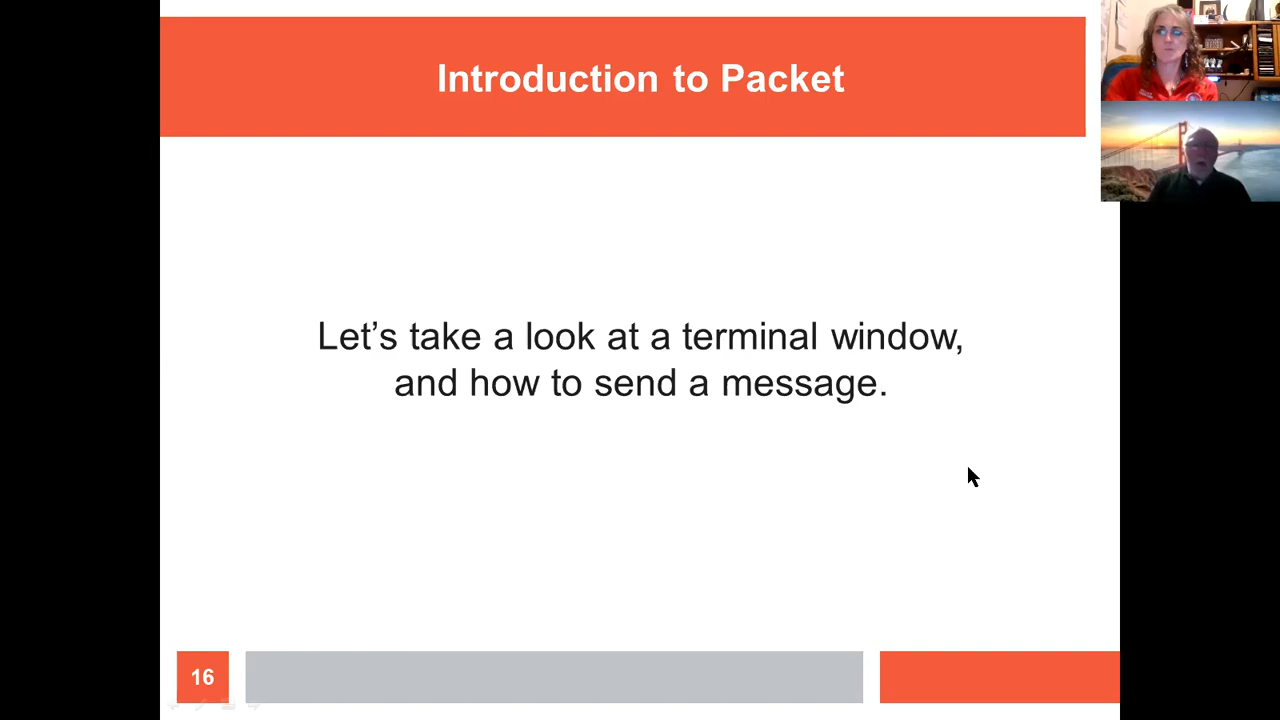 Introduction to Packet
Let’s take a look at a terminal window,
and how to send a message.
16